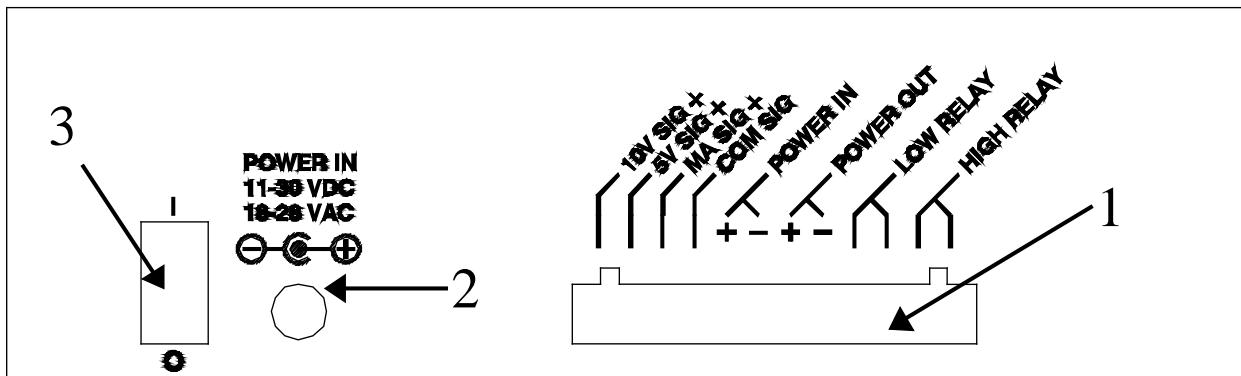 3
POWER IN
11-30 VDC
18-28 VAC
I
O
2
10V SIG +
5V SIG +
MA SIG +
COM SIG
POWER IN
POWER OUT
LOW RELAY
HIGH RELAY
+ − + −
1